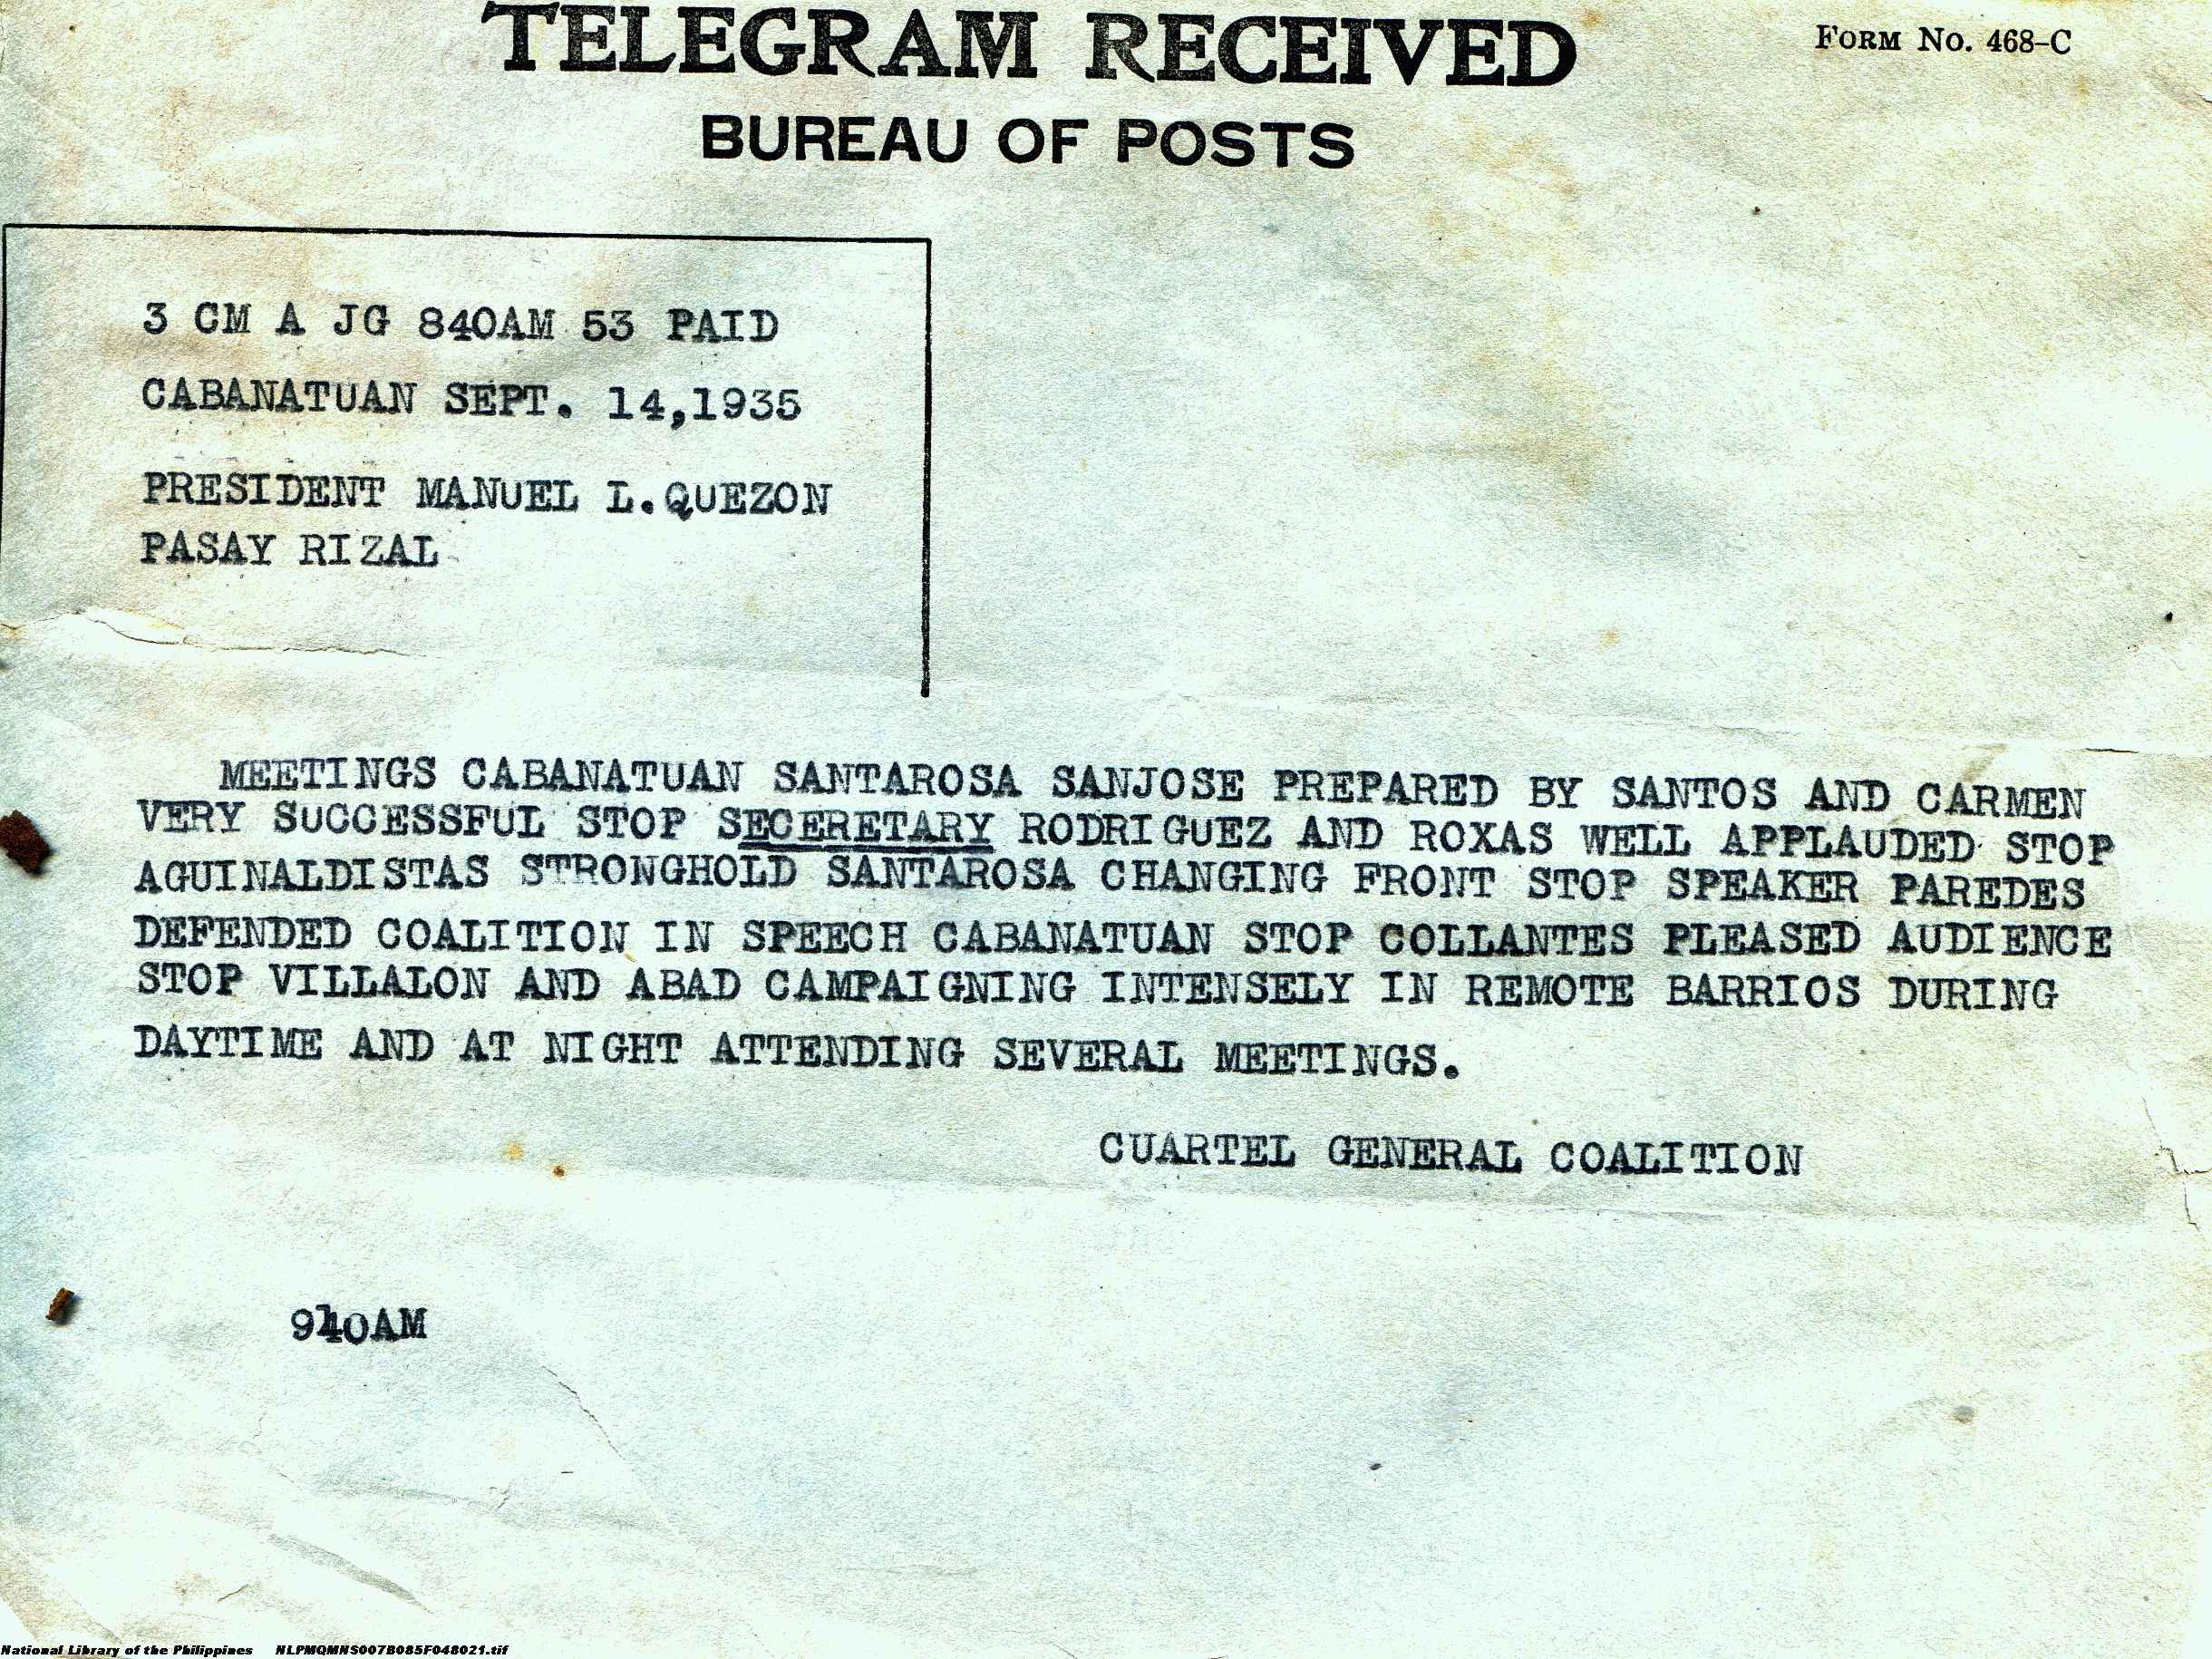 TELEGRAM RECEIVED
FORM NO. 468-C
BUREAU OF POSTS
3 CM A JG 840AM 53 PAID
CABANATUAN SEPT. 14,1935
PRESIDENT MANUEL L.QUEZON
PASAY RIZAL
MEETINGS CABANATUAN SANTAROSA SANJOSE PREPARED BY SANTOS AND CARMEN
VERY SUCCESSFUL STOP SECERETARY RODRIGUEZ AND ROXAS WELL APPLAUDED STOP
AGUINALDISTAS STRONGHOLD SANTAROSA CHANGING FRONT STOP SPEAKER PAREDES
DEFENDED COALITION IN SPEECH CABANATUAN STOP COLLANTES PLEASED AUDIENCE
STOP VILLALON AND ABAD CAMPAIGNING INTENSELY IN REMOTE BARRIOS DURING
DAYTIME AND AT NIGHT ATTENDING SEVERAL MEETINGS.
CUARTEL GENERAL COALITION
National Library of the Philippines NLPMQMNS007B085F048021.tif